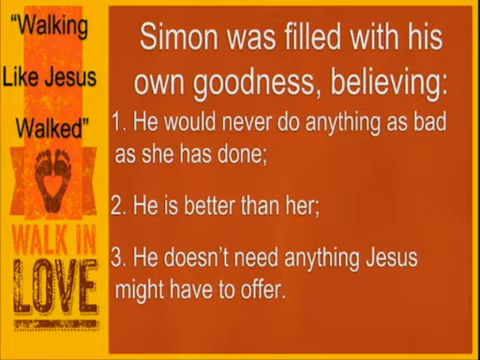 “Walking
Like Jesus
Walked”
WALK IN
LOVE
Simon was filled with his
own goodness, believing:
1. He would never do anything as bad
as she has done;
2. He is better than her;
3. He doesn’t need anything Jesus
might have to offer.